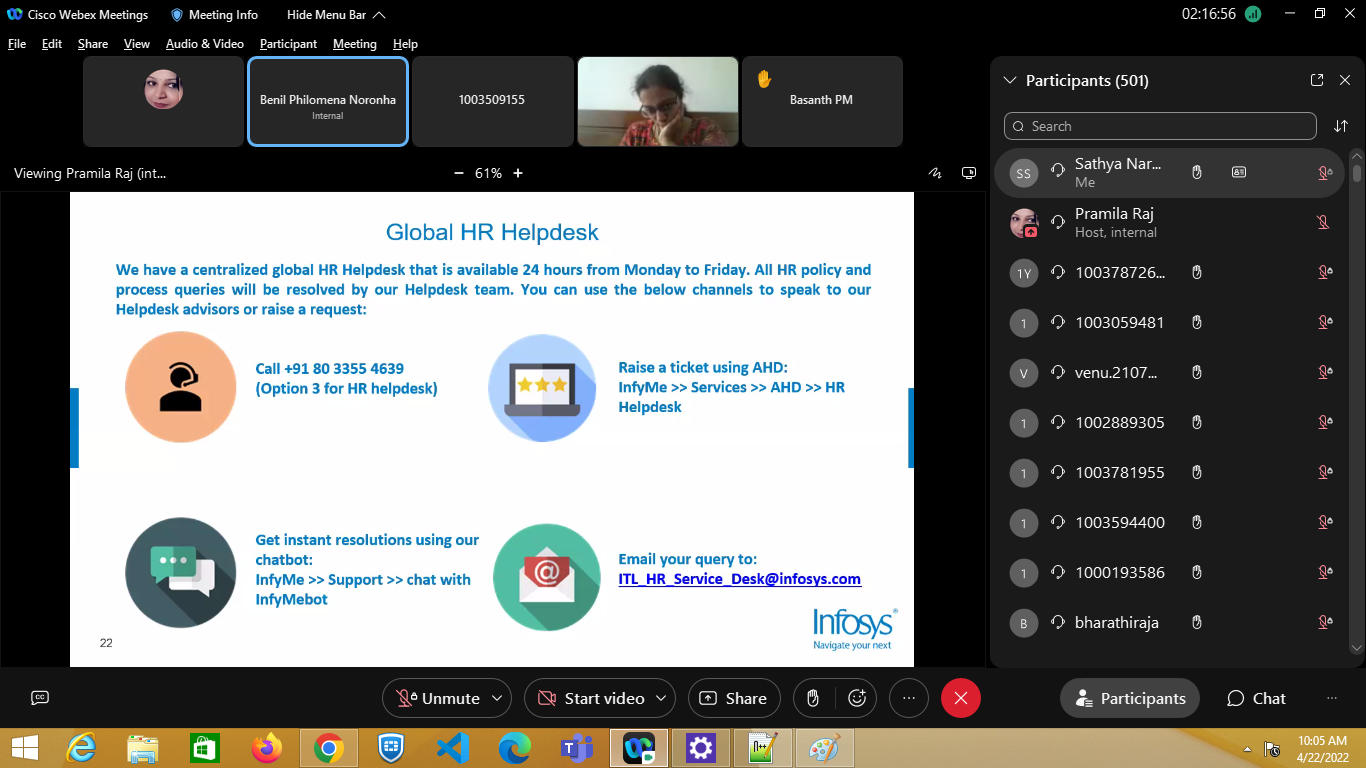 Cisco Webex Meetings
Meeting Info
Hide Menu Bar
02:16:56
File Edit Share View Audio & Video Participant Meeting Help
Benil Philomena Noronha
Internal
1003509155
Basanth PM
Viewing Pramila Raj (int...
61%
Global HR Helpdesk
We have a centralized global HR Helpdesk that is available 24 hours from Monday to Friday. All HR policy and
process queries will be resolved by our Helpdesk team. You can use the below channels to speak to our
Helpdesk advisors or raise a request:
Call +91 80 3355 4639
(Option 3 for HR helpdesk)
Raise a ticket using AHD:
InfyMe >> Services >> AHD >> HR
Helpdesk
Get instant resolutions using our
chatbot:
InfyMe >> Support >> chat with
InfyMebot
Email your query to:
ITL_HR_Service_Desk@infosys.com
Infosys®
Navigate your next
22
Participants (501)
Search
SS
Sathya Nar...
Me
Pramila Raj
Host, internal
1Y
100378726...
1
1003059481
V
venu.2107...
1
1002889305
1
1003781955
1
1003594400
1
1000193586
B
bharathiraja
CC
Unmute
Start video
Share
Participants
Chat
10:05 AM
4/22/2022